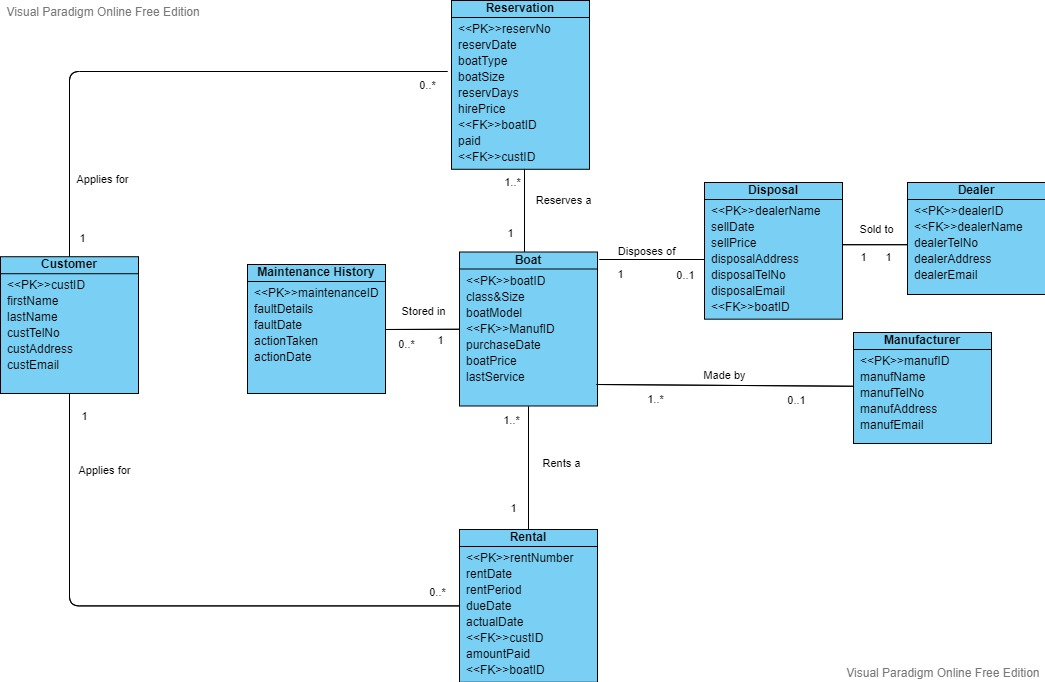 Visual Paradigm Online Free Edition
Reservation
<<PK>>reservNo
reservDate
boatType
boatSize
reservDays
hirePrice
<<FK>>boatID
paid
<<FK>>custID
0..*
Applies for
1
1..*
Reserves a
1
Customer
<<PK>>custID
firstName
lastName
custTelNo
custAddress
custEmail
Maintenance History
<<PK>>maintenanceID
faultDetails
faultDate
actionTaken
actionDate
Stored in
0..*
1
Boat
<<PK>>boatID
class&Size
boatModel
<<FK>>ManufID
purchaseDate
boatPrice
lastService
Disposes of
1
0..1
Disposal
<<PK>>dealerName
sellDate
sellPrice
disposalAddress
disposalTelNo
disposalEmail
<<FK>>boatID
Sold to
1
1
Dealer
<<PK>>dealerID
<<FK>>dealerName
dealerTelNo
dealerAddress
dealerEmail
Made by
1..*
0..1
Manufacturer
<<PK>>manufID
manufName
manufTelNo
manufAddress
manufEmail
1
Applies for
0..*
1..*
Rents a
1
Rental
<<PK>>rentNumber
rentDate
rentPeriod
dueDate
actualDate
<<FK>>custID
amountPaid
<<FK>>boatID
Visual Paradigm Online Free Edition